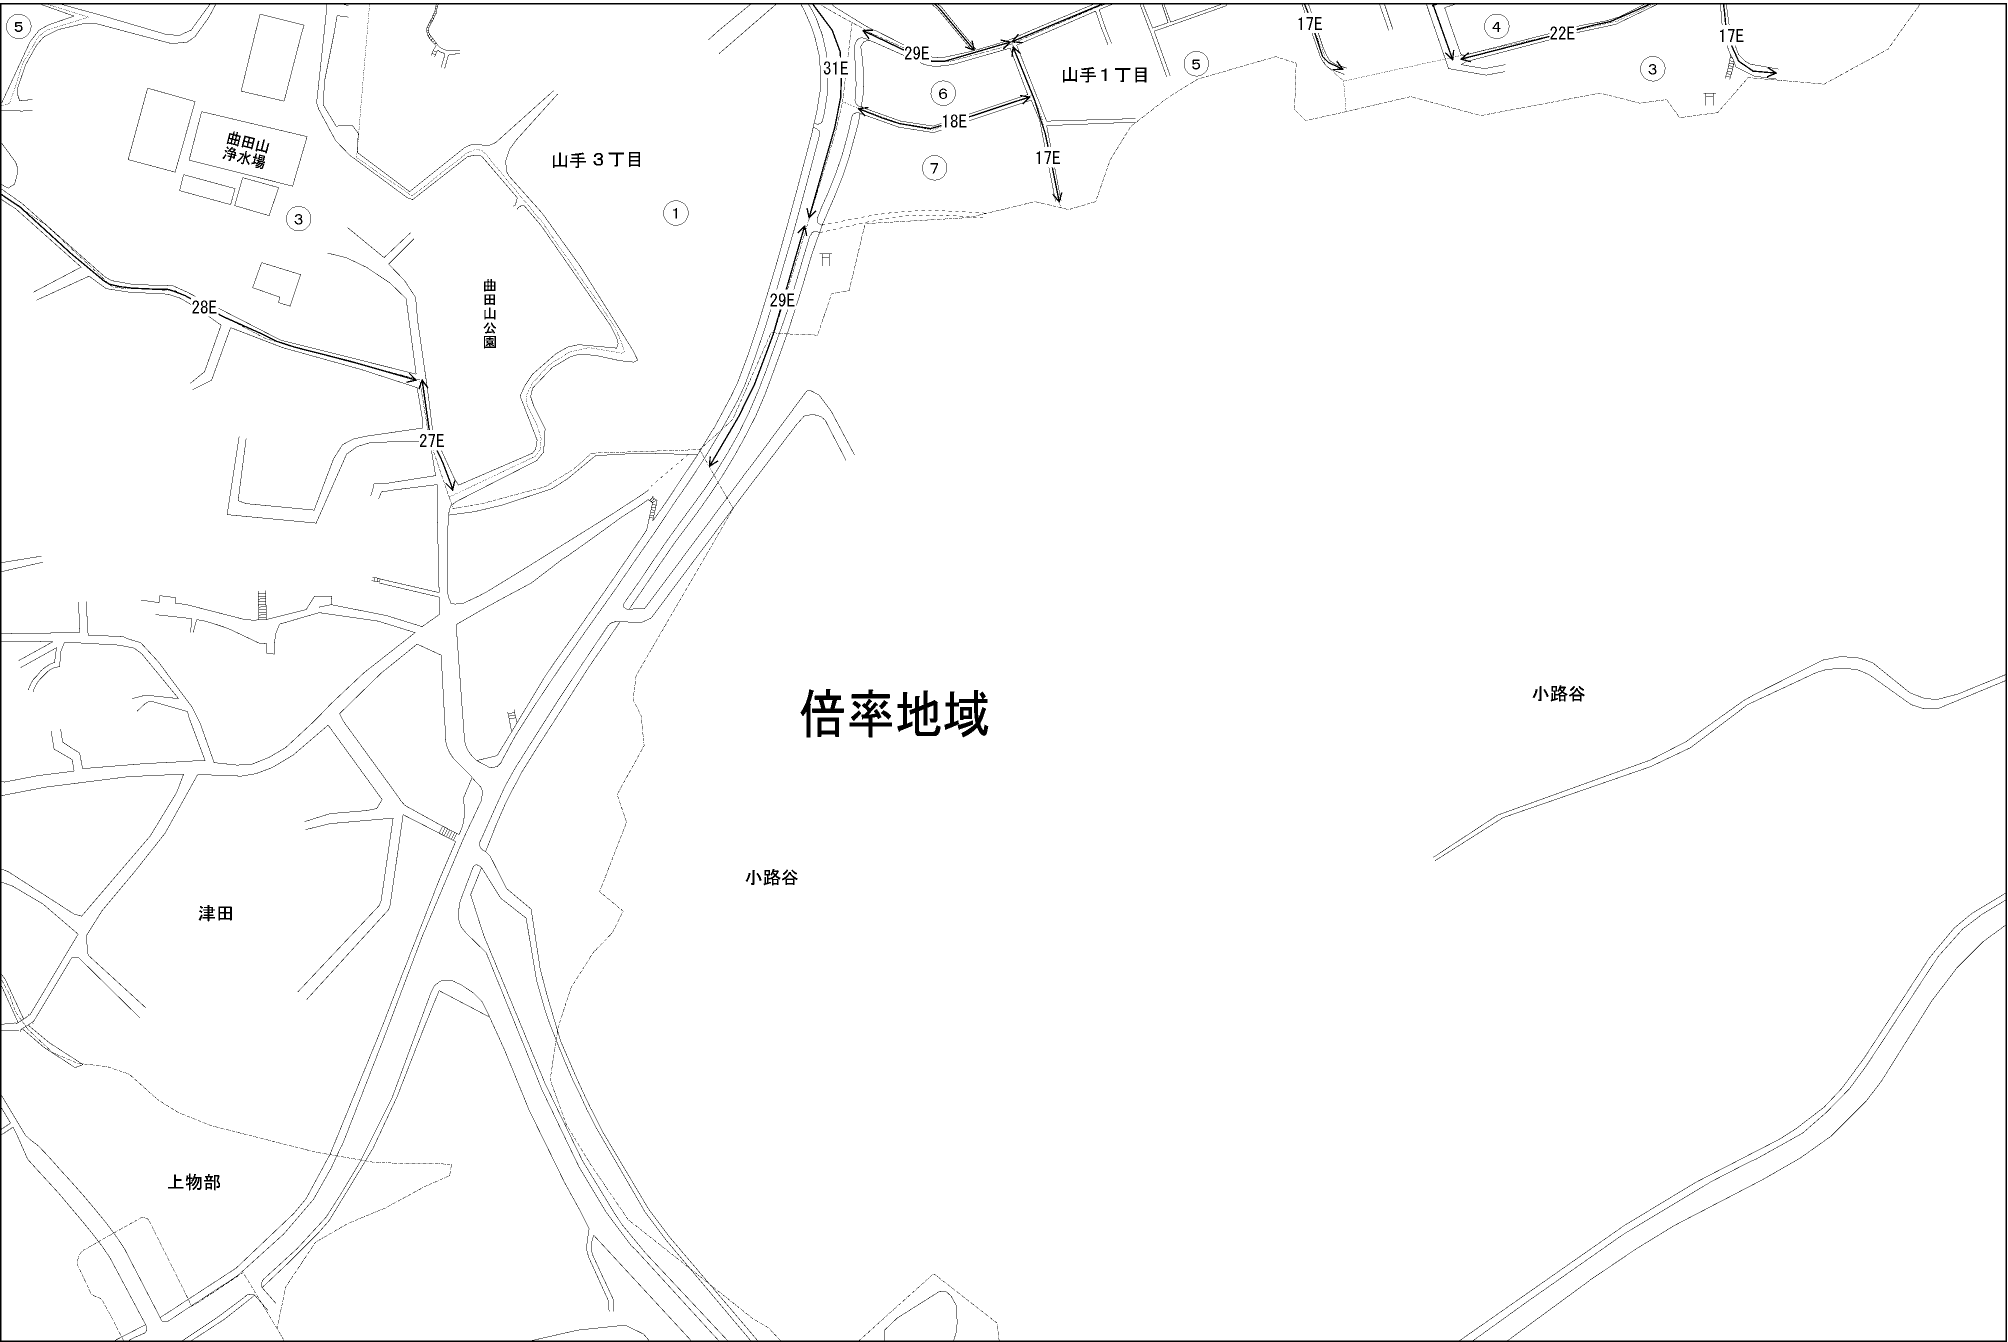 ⑤
17E
④
22E
17E
29E
31E
山手1丁目
⑤
③
⑥
18E
曲田山
浄水場
山手3丁目
17E
⑦
③
①
28E
曲田山公園
29E
27E
倍率地域
小路谷
小路谷
津田
上物部